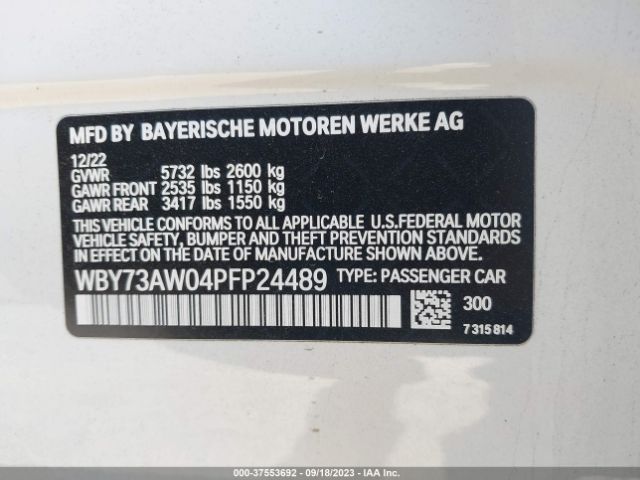 MFD BY BAYERISCHE MOTOREN WERKE AG
12/22
GVWR 5732 lbs 2600 kg
GAWR FRONT 2535 lbs 1150 kg
GAWR REAR 3417 lbs 1550 kg
THIS VEHICLE CONFORMS TO ALL APPLICABLE U.S.FEDERAL MOTOR
VEHICLE SAFETY, BUMPER AND THEFT PREVENTION STANDARDS IN
EFFECT ON THE DATE OF MANUFACTURE SHOWN ABOVE.
WBY73AW04PFP24489 TYPE: PASSENGER CAR
300
7 315 814
000-37553692 - 09/18/2023 - IAAI.COM